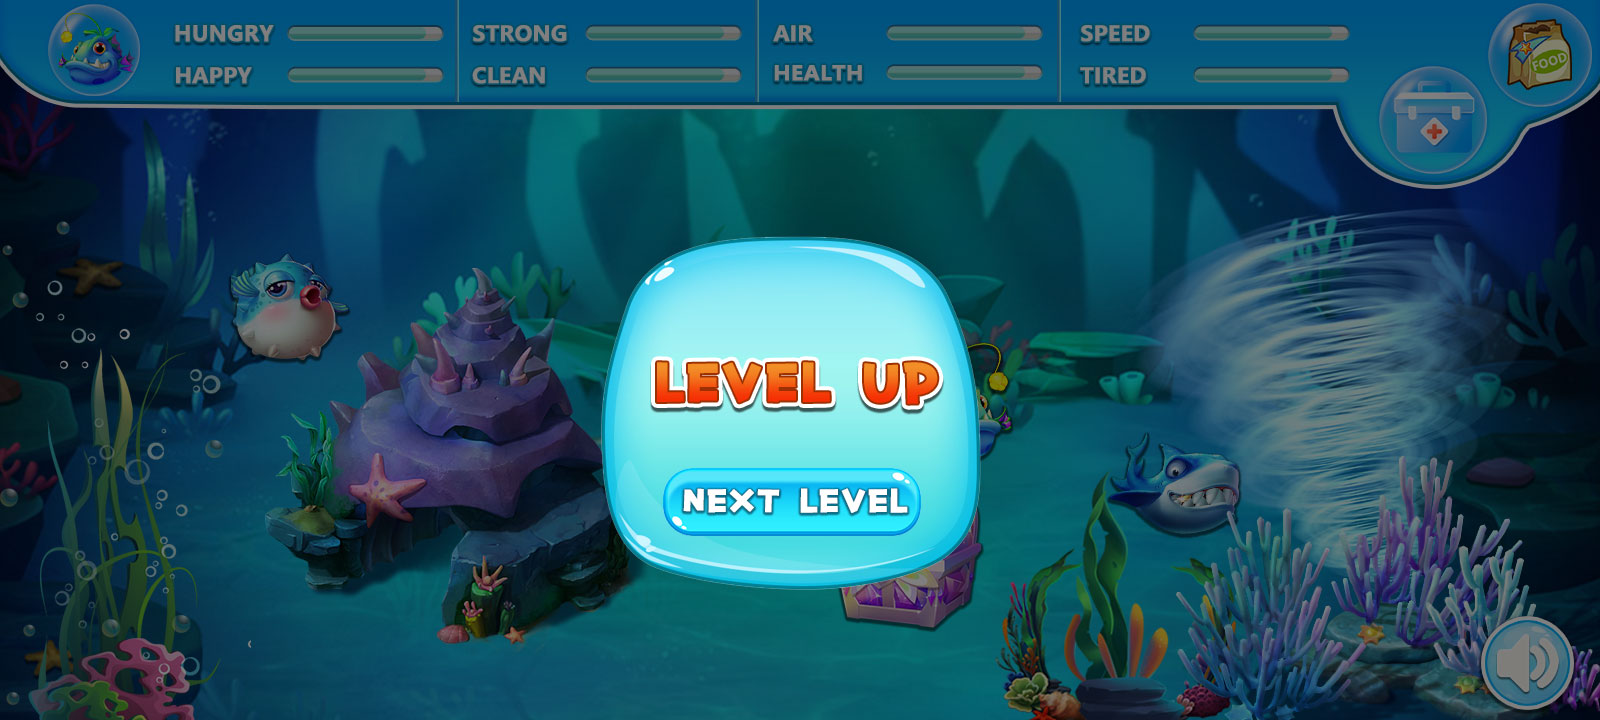 HUNGRY
HAPPY
STRONG
CLEAN
AIR
HEALTH
SPEED
TIRED
FOOD
LEVEL UP
NEXT LEVEL